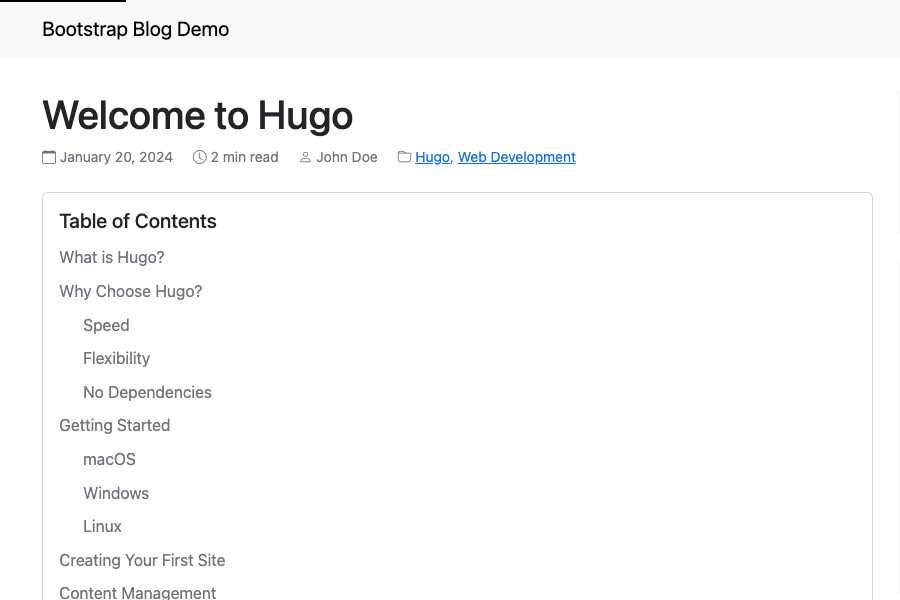 Bootstrap Blog Demo
Welcome to Hugo
January 20, 2024 2 min read John Doe Hugo, Web Development
Table of Contents
What is Hugo?
Why Choose Hugo?
Speed
Flexibility
No Dependencies
Getting Started
macOS
Windows
Linux
Creating Your First Site
Content Management